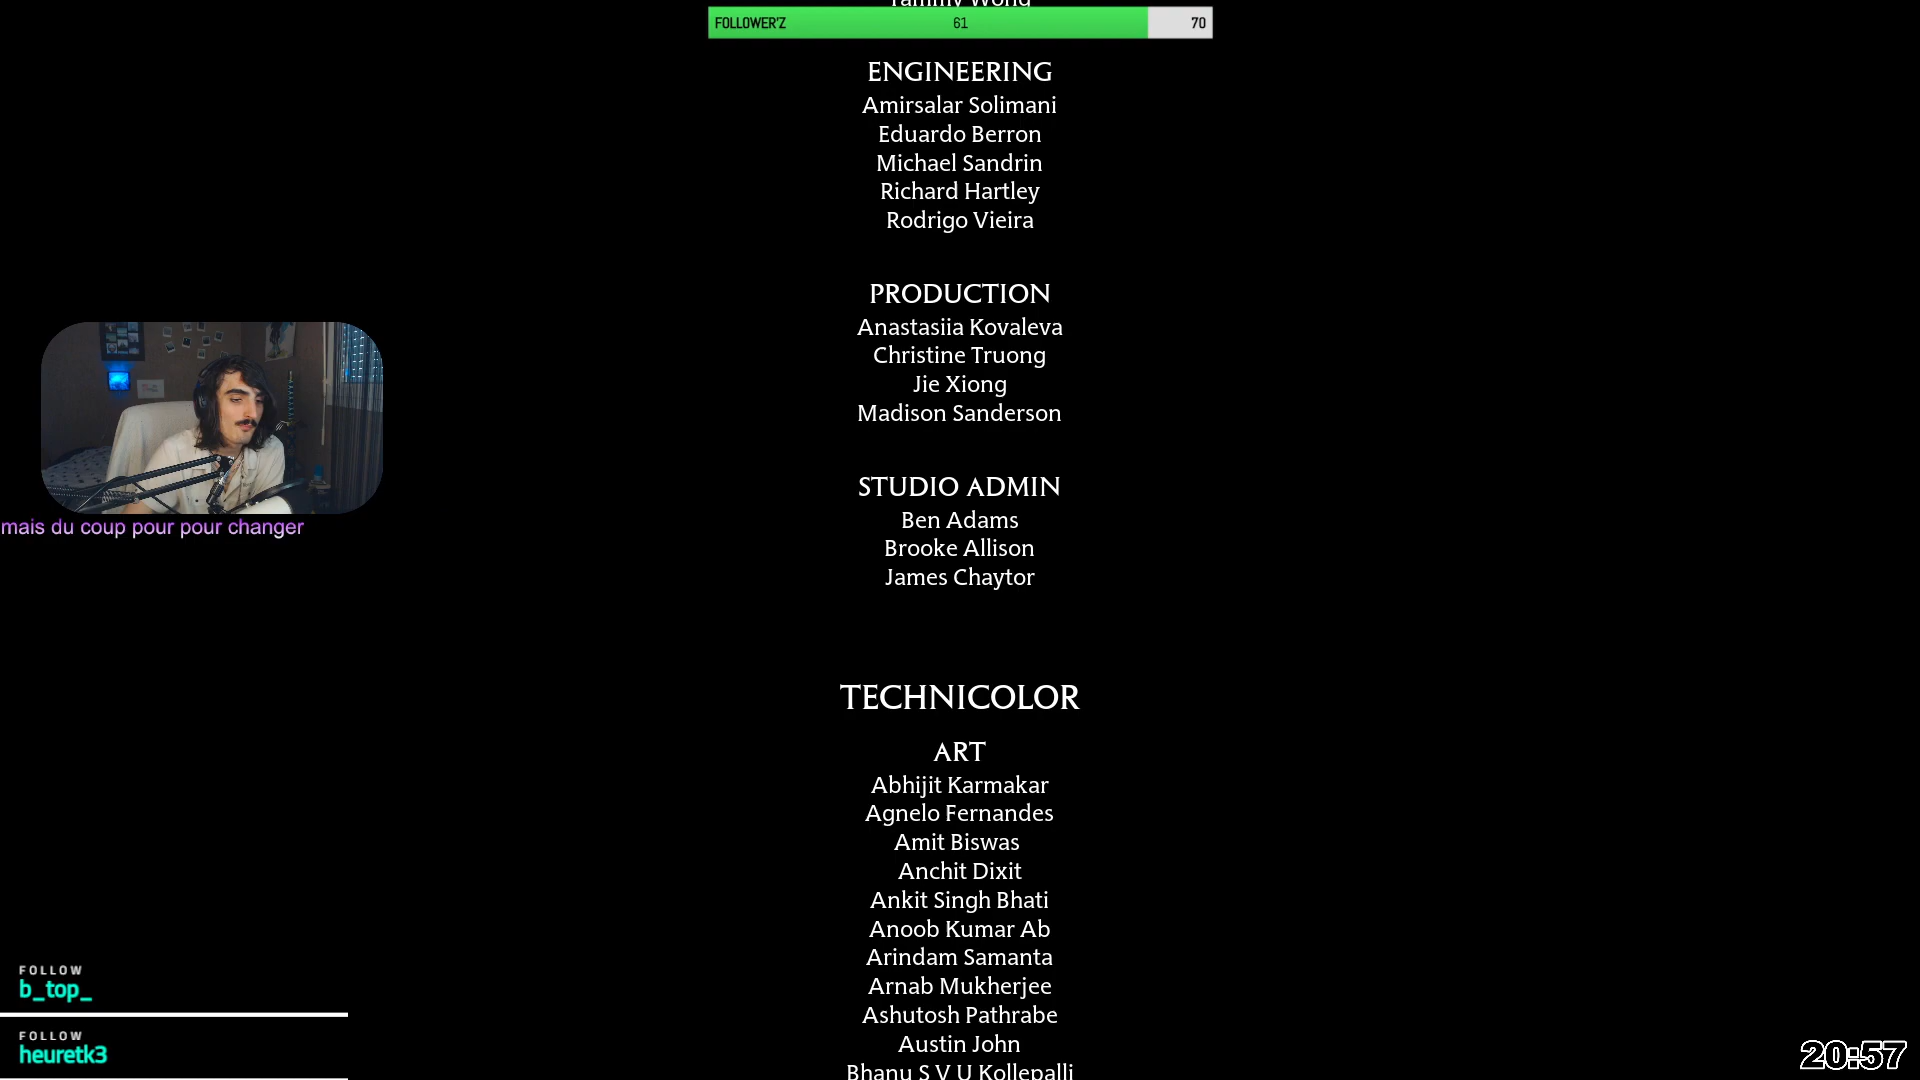 Tammy Wong
FOLLOWER'Z 61 70
ENGINEERING
Amirsalar Solimani
Eduardo Berron
Michael Sandrin
Richard Hartley
Rodrigo Vieira
PRODUCTION
Anastasiia Kovaleva
Christine Truong
Jie Xiong
Madison Sanderson
STUDIO ADMIN
Ben Adams
Brooke Allison
James Chaytor
mais du coup pour pour changer
TECHNICOLOR
ART
Abhijit Karmakar
Agnelo Fernandes
Amit Biswas
Anchit Dixit
Ankit Singh Bhati
Anoob Kumar Ab
Arindam Samanta
Arnab Mukherjee
Ashutosh Pathrabe
Austin John
Bhanu S V U Kollepalli
FOLLOW
b_top_
FOLLOW
heuretk3
20:57